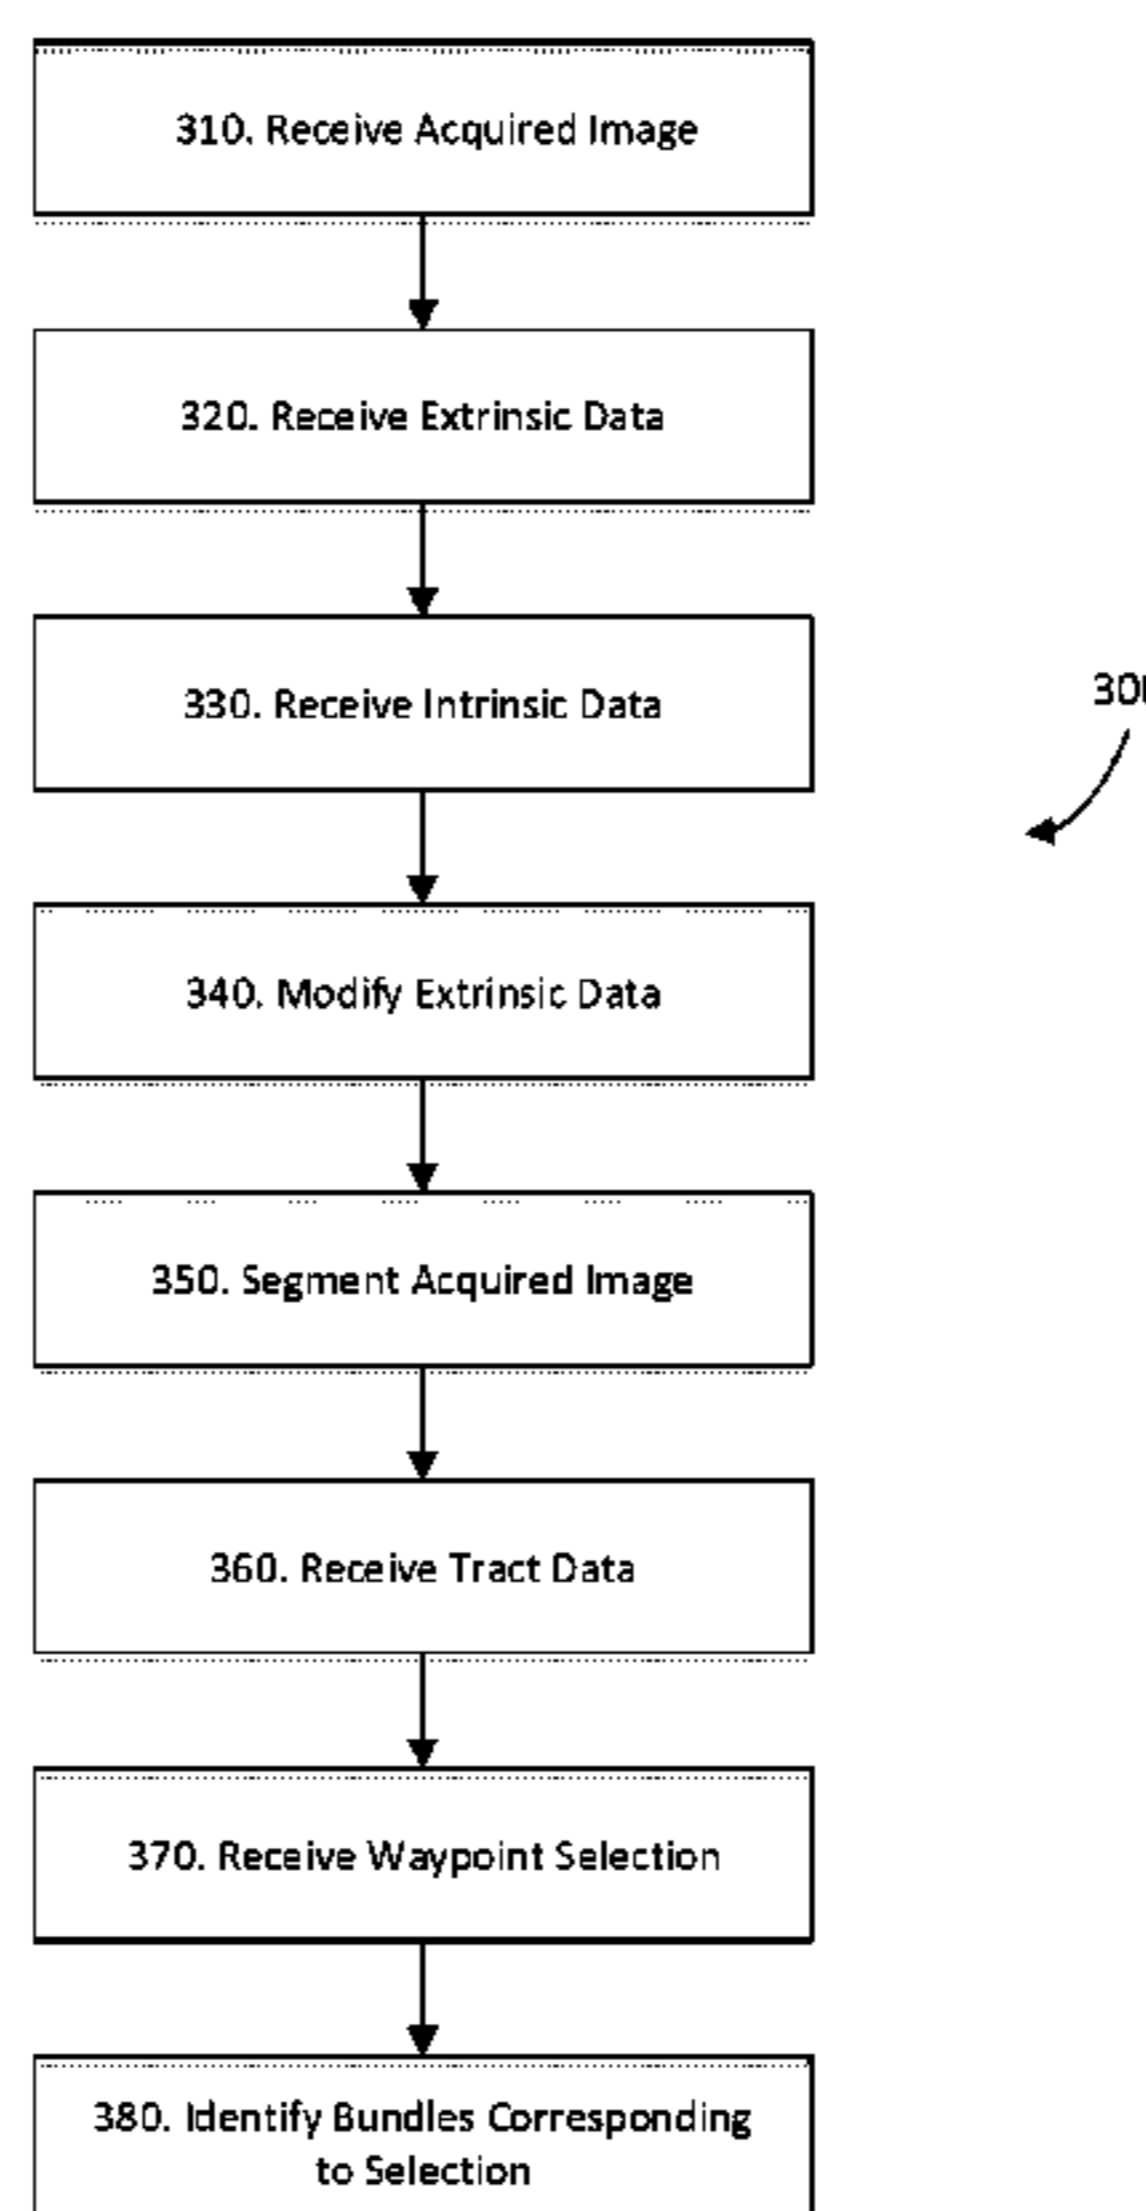 310. Receive Acquired Image
320. Receive Extrinsic Data
330. Receive Intrinsic Data
340. Modify Extrinsic Data
350. Segment Acquired Image
360. Receive Tract Data
370. Receive Waypoint Selection
380. Identify Bundles Corresponding
to Selection